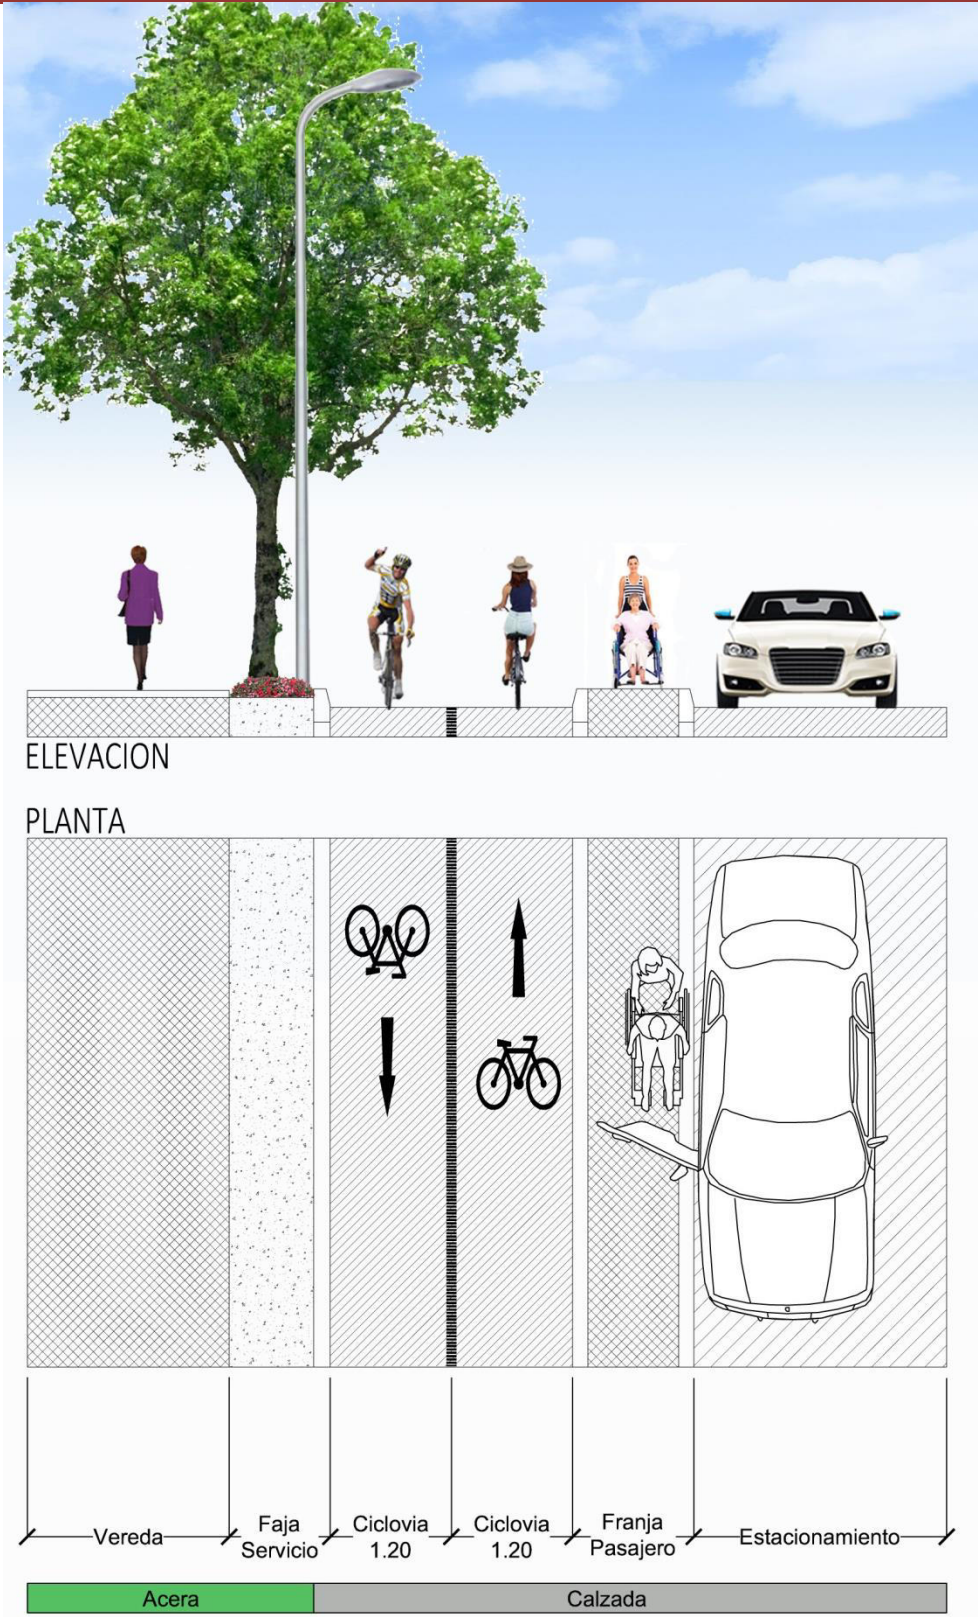 ELEVACION
PLANTA
Vereda
Faja
Servicio
Ciclovia
1.20
Ciclovia
1.20
Franja
Pasajero
Estacionamiento
Acera
Calzada